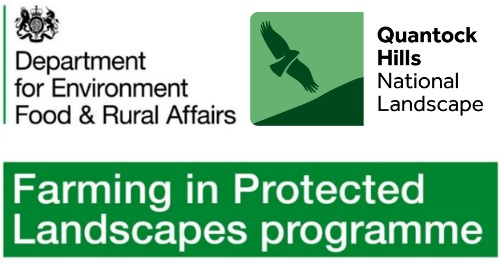 Department
for Environment
Food & Rural Affairs
Quantock
Hills
National
Landscape
Farming in Protected
Landscapes programme